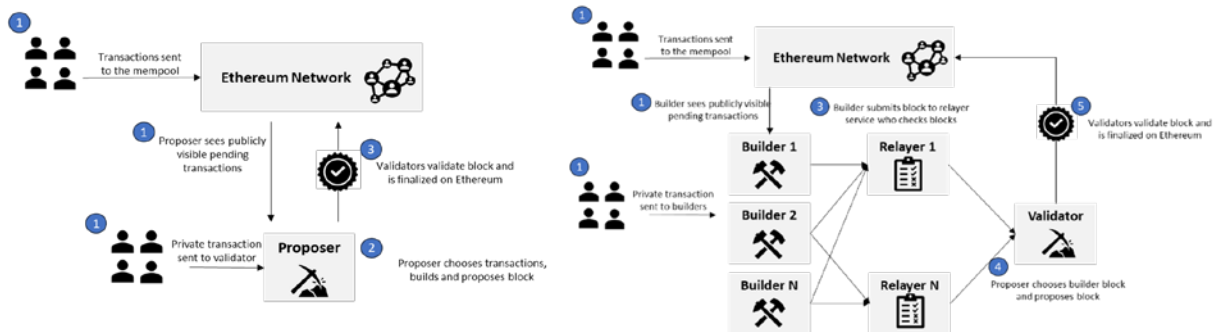 1
Transactions sent
to the mempool
Ethereum Network
1
Proposer sees publicly
visible pending
transactions
3
Validators validate block and
is finalized on Ethereum
1
Private transaction
sent to validator
Proposer
2
Proposer chooses transactions,
builds and proposes block
1
Transactions sent
to the mempool
Ethereum Network
1
Builder sees publicly visible
pending transactions
3
Builder submits block to relayer
service who checks blocks
5
Validators validate block and
is finalized on Ethereum
1
Private transaction
sent to builders
Builder 1
Relayer 1
Builder 2
Validator
Builder N
Relayer N
4
Proposer chooses builder block
and proposes block